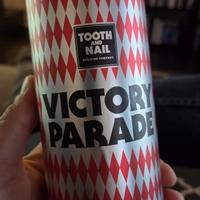 TOOTH
AND
NAIL
BREWING COMPANY
VICTORY
PARADE